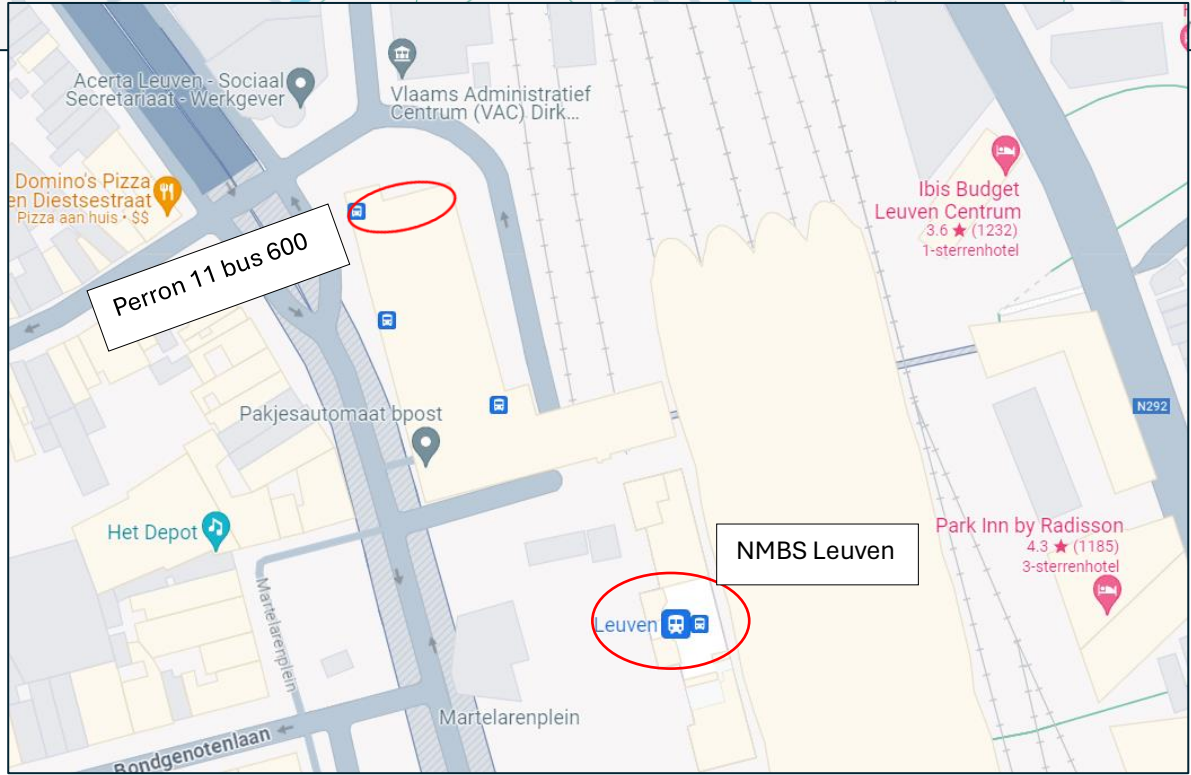 Acerta Leuven - Sociaal
Secretariaat - Werkgever
Vlaams Administratief
Centrum (VAC) Dirk...
Domino's Pizza
en Diestsestraat
Pizza aan huis • $$
Ibis Budget
Leuven Centrum
3.6 ★ (1232)
1-sterrenhotel
Perron 11 bus 600
N292
Pakjesautomaat bpost
Het Depot
Park Inn by Radisson
4.3 ★ (1185)
3-sterrenhotel
NMBS Leuven
Martelarenplein
Leuven
Martelarenplein
Bondgenotenlaan